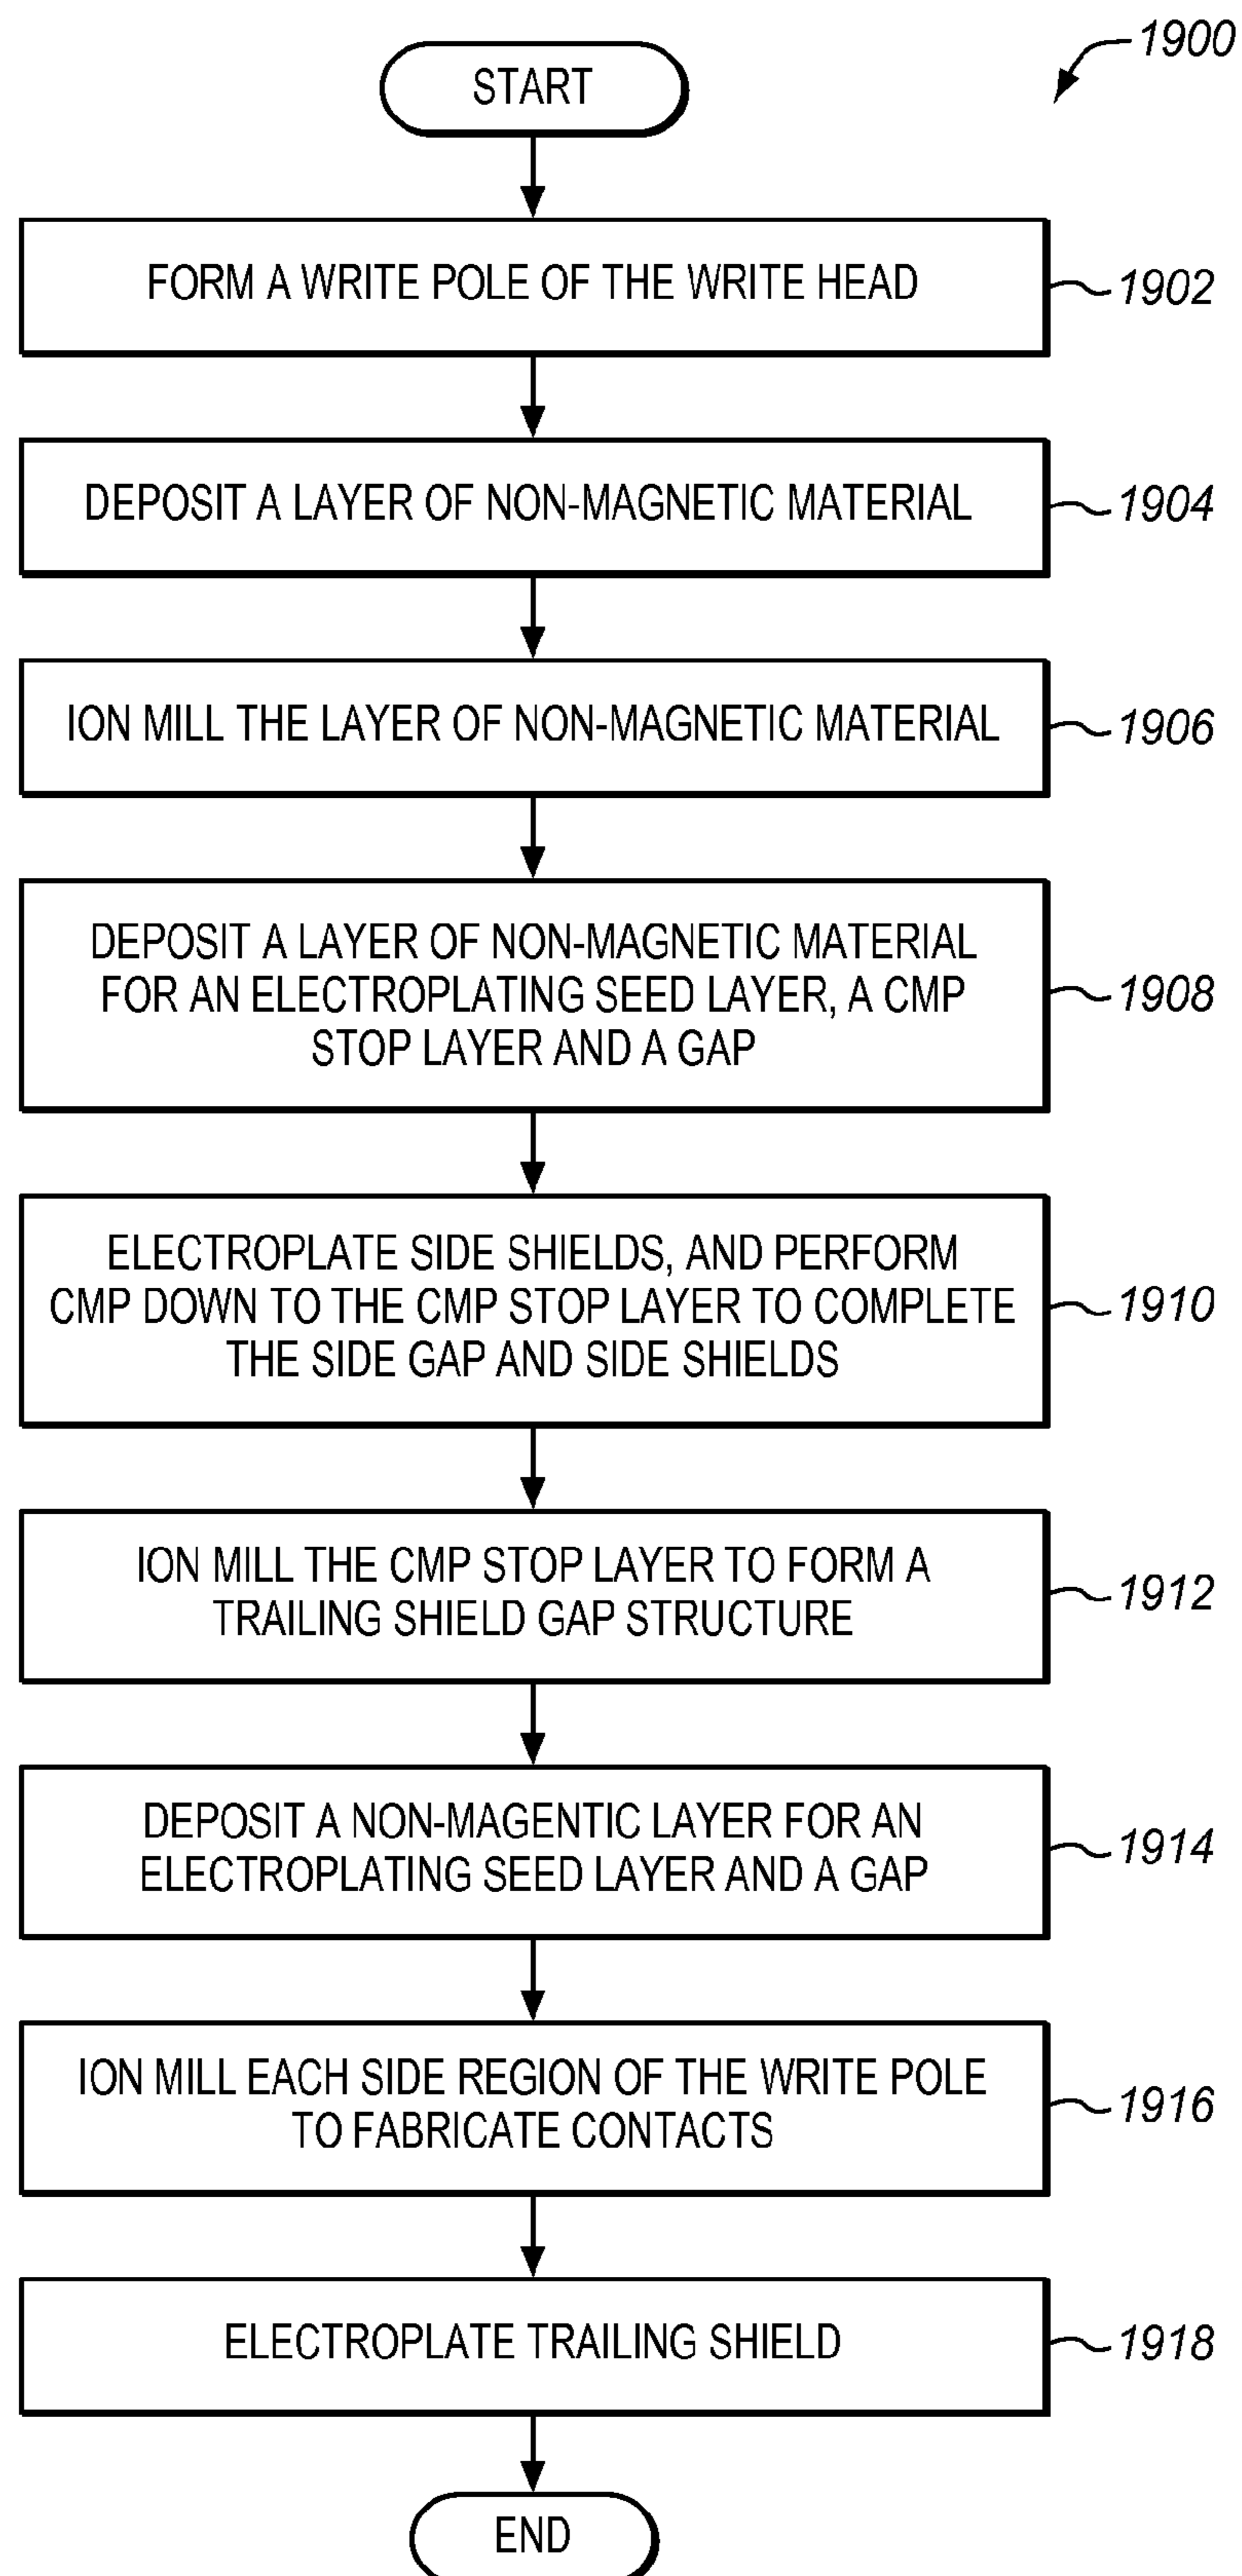 1900
START
FORM A WRITE POLE OF THE WRITE HEAD
1902
DEPOSIT A LAYER OF NON-MAGNETIC MATERIAL
1904
ION MILL THE LAYER OF NON-MAGNETIC MATERIAL
1906
DEPOSIT A LAYER OF NON-MAGNETIC MATERIAL
FOR AN ELECTROPLATING SEED LAYER, A CMP
STOP LAYER AND A GAP
1908
ELECTROPLATE SIDE SHIELDS, AND PERFORM
CMP DOWN TO THE CMP STOP LAYER TO COMPLETE
THE SIDE GAP AND SIDE SHIELDS
1910
ION MILL THE CMP STOP LAYER TO FORM A
TRAILING SHIELD GAP STRUCTURE
1912
DEPOSIT A NON-MAGENTIC LAYER FOR AN
ELECTROPLATING SEED LAYER AND A GAP
1914
ION MILL EACH SIDE REGION OF THE WRITE POLE
TO FABRICATE CONTACTS
1916
ELECTROPLATE TRAILING SHIELD
1918
END